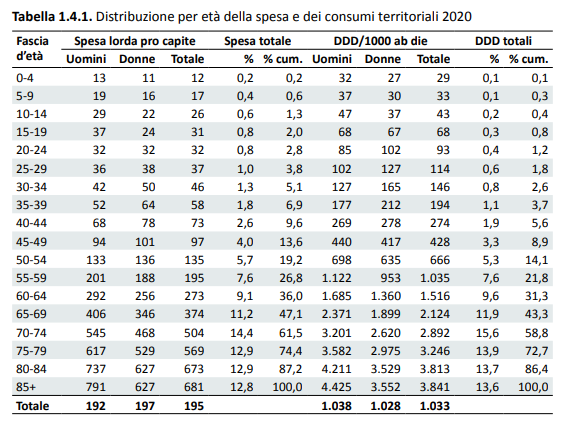 Tabella 1.4.1. Distribuzione per età della spesa e dei consumi territoriali 2020
Fascia d'età Spesa lorda pro capite Spesa totale DDD/1000 ab die DDD totali
Uomini Donne Totale % % cum. Uomini Donne Totale % % cum.
0-4 13 11 12 0,2 0,2 32 27 29 0,1 0,1
5-9 19 16 17 0,4 0,6 37 30 33 0,1 0,3
10-14 29 22 26 0,6 1,3 47 37 43 0,2 0,4
15-19 37 24 31 0,8 2,0 68 67 68 0,3 0,8
20-24 32 32 32 0,8 2,8 85 102 93 0,4 1,2
25-29 36 38 37 1,0 3,8 102 127 114 0,6 1,8
30-34 42 50 46 1,3 5,1 127 165 146 0,8 2,6
35-39 52 64 58 1,8 6,9 177 212 194 1,1 3,7
40-44 68 78 73 2,6 9,6 269 278 274 1,9 5,6
45-49 94 101 97 4,0 13,6 440 417 428 3,3 8,9
50-54 133 136 135 5,7 19,2 698 635 666 5,3 14,1
55-59 201 188 195 7,6 26,8 1.122 953 1.035 7,6 21,8
60-64 292 256 273 9,1 36,0 1.685 1.360 1.516 9,6 31,3
65-69 406 346 374 11,2 47,1 2.371 1.899 2.124 11,9 43,3
70-74 545 468 504 14,4 61,5 3.201 2.620 2.892 15,6 58,8
75-79 617 529 569 12,9 74,4 3.582 2.975 3.246 13,9 72,7
80-84 737 627 673 12,9 87,2 4.211 3.529 3.813 13,7 86,4
85+ 791 627 681 12,8 100,0 4.425 3.552 3.841 13,6 100,0
Totale 192 197 195 1.038 1.028 1.033